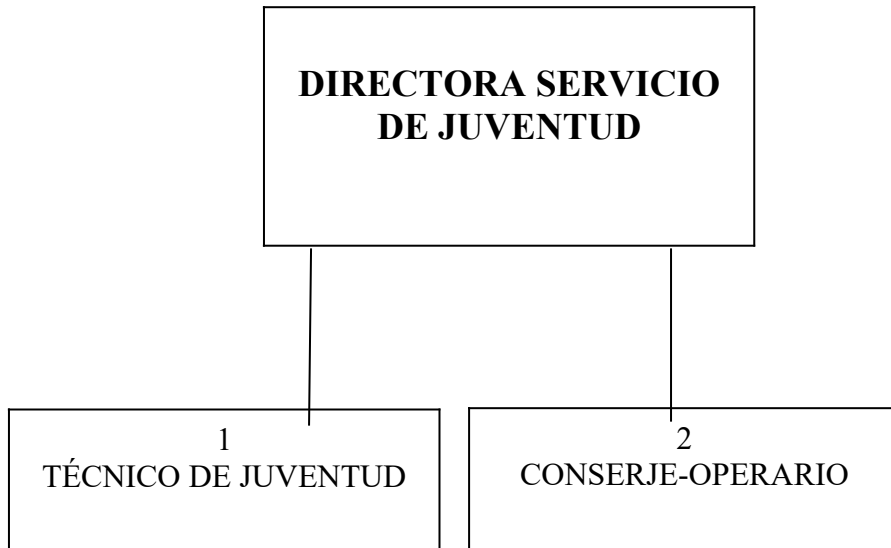 DIRECTORA SERVICIO
DE JUVENTUD
1
TÉCNICO DE JUVENTUD
2
CONSERJE-OPERARIO